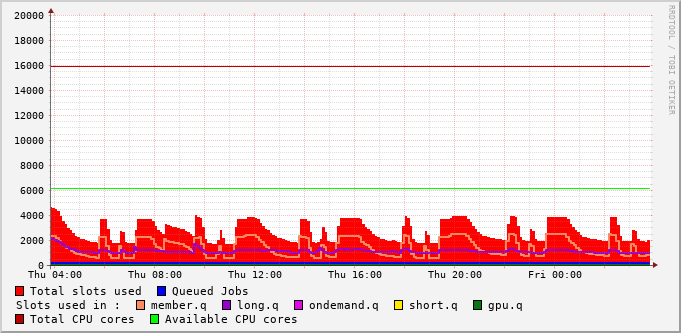 20000
18000
16000
14000
12000
10000
8000
6000
4000
2000
0
Thu 04:00 Thu 08:00 Thu 12:00 Thu 16:00 Thu 20:00 Fri 00:00
Total slots used Queued Jobs
Slots used in : member.q long.q ondemand.q short.q gpu.q
Total CPU cores Available CPU cores
RRDTOOL / TOBI OETIKER